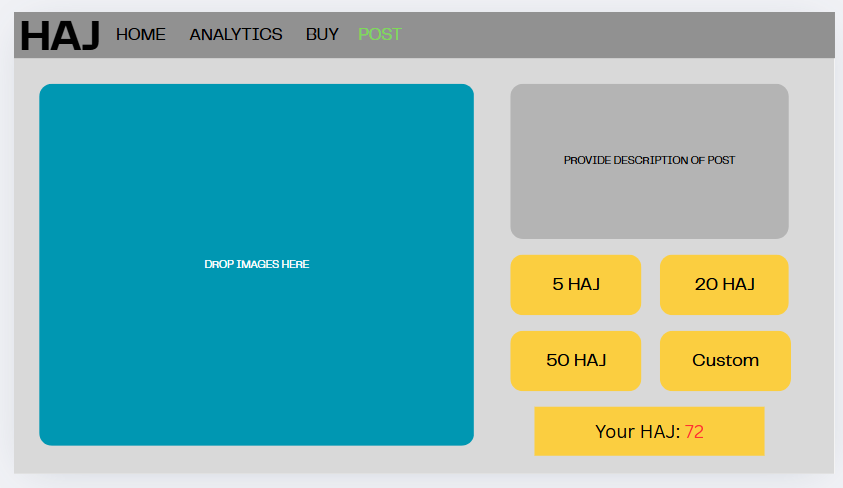 HAJ HOME ANALYTICS BUY POST
PROVIDE DESCRIPTION OF POST
DROP IMAGES HERE
5 HAJ 20 HAJ
50 HAJ Custom
Your HAJ: 72